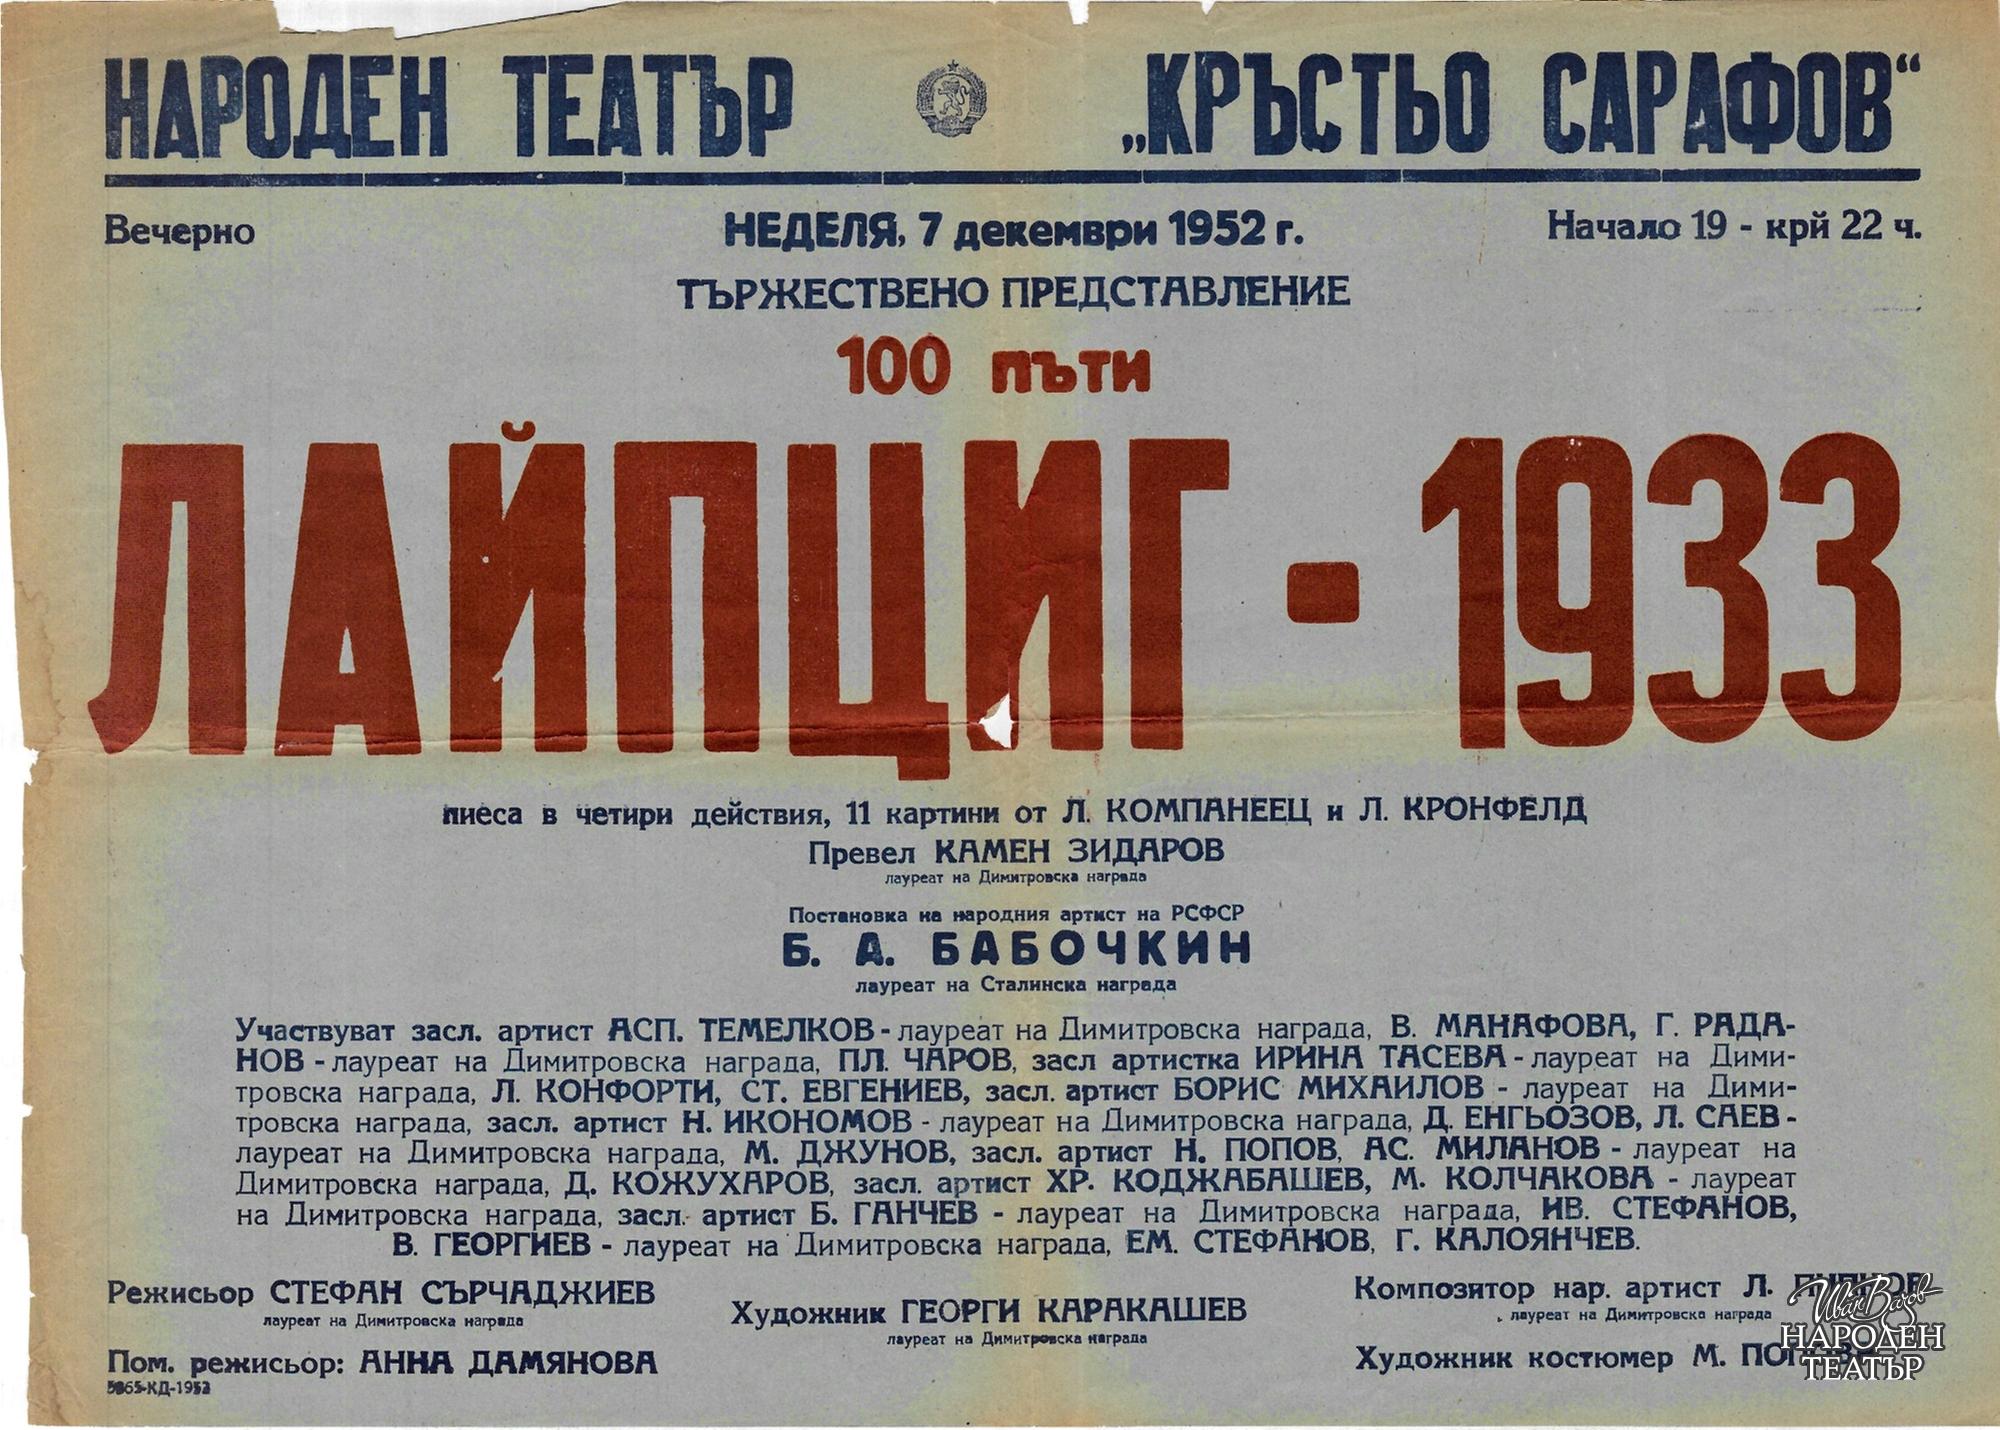 НАРОДЕН ТЕАТЪР „КРЪСТЬО САРАФОВ“
Вечерно НЕДЕЛЯ, 7 декември 1952 г. Начало 19 - крй 22 ч.
ТЪРЖЕСТВЕНО ПРЕДСТАВЛЕНИЕ
100 пъти
ЛАЙПЦИГ - 1933
пиеса в четири действия, 11 картини от Л. КОМПАНЕЕЦ и Л. КРОНФЕЛД
Превел КАМЕН ЗИДАРОВ
лауреат на Димитровска награда
Постановка на народния артист на РСФСР
Б. А. БАБОЧКИН
лауреат на Сталинска награда
Участвуват засл. артист АСП. ТЕМЕЛКОВ - лауреат на Димитровска награда, В. МАНАФОВА, Г. РАДА-
НОВ - лауреат на Димитровска награда, ПЛ. ЧАРОВ, засл артистка ИРИНА ТАСЕВА - лауреат на Дими-
тровска награда, Л. КОНФОРТИ, СТ. ЕВГЕНИЕВ, засл. артист БОРИС МИХАИЛОВ - лауреат на Дими-
тровска награда, засл. артист Н. ИКОНОМОВ - лауреат на Димитровска награда, Д. ЕНГЬОЗОВ, Л. САЕВ -
лауреат на Димитровска награда, М. ДЖУНОВ, засл. артист Н. ПОПОВ, АС. МИЛАНОВ - лауреат на
Димитровска награда, Д. КОЖУХАРОВ, засл. артист ХР. КОДЖАБАШЕВ, М. КОЛЧАКОВА - лауреат
на Димитровска награда, засл. артист Б. ГАНЧЕВ - лауреат на Димитровска награда, ИВ. СТЕФАНОВ,
В. ГЕОРГИЕВ - лауреат на Димитровска награда, ЕМ. СТЕФАНОВ, Г. КАЛОЯНЧЕВ.
Режисьор СТЕФАН СЪРЧАДЖИЕВ
лауреат на Димитровска награда
Пом. режисьор: АННА ДАМЯНОВА
5865-КД-1952
Художник ГЕОРГИ КАРАКАШЕВ
лауреат на Димитровска награда
Композитор нар. артист Л.
лауреат на Димитровска награда
Художник костюмер М.
Иван Вазов
НАРОДЕН
ТЕАТЪР